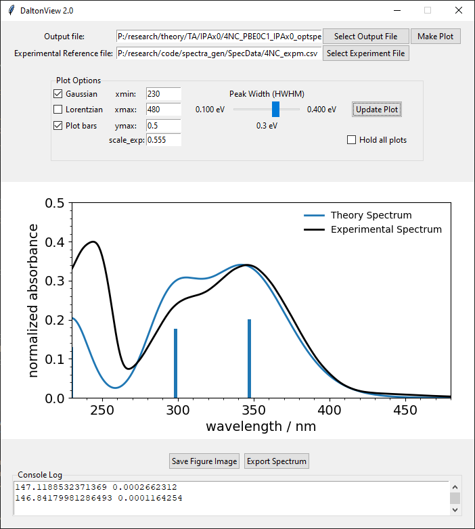 DaltonView 2.0
Output file: P:/research/theory/TA/IPAx0/4NC_PBE0C1_IPAx0_optspe Select Output File Make Plot
Experimental Reference file: P:/research/code/spectra_gen/SpecData/4NC_expm.csv Select Experiment File
Plot Options
Gaussian xmin: 230 Peak Width (HWHM)
Lorentzian xmax: 480 0.100 eV 0.400 eV Update Plot
Plot bars ymax: 0.5 0.3 eV
scale_exp: 0.555 Hold all plots
0.5
Theory Spectrum
Experimental Spectrum
0.4
0.3
0.2
0.1
0.0
normalized absorbance
250 300 350 400 450
wavelength / nm
Save Figure Image Export Spectrum
Console Log
147.1188532371369 0.0002662312
146.84179981286493 0.0001164254